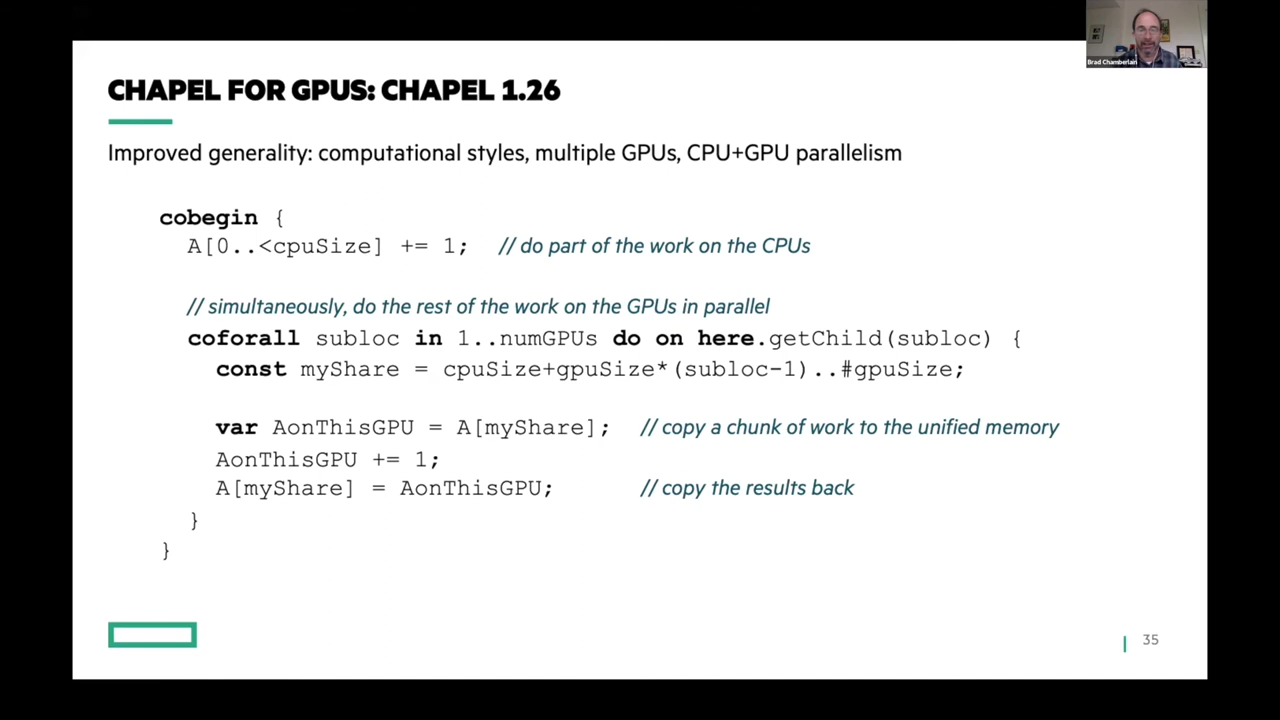 Brad Chamberlain
CHAPEL FOR GPUS: CHAPEL 1.26
Improved generality: computational styles, multiple GPUs, CPU+GPU parallelism
cobegin {
A[0..<cpuSize] += 1; // do part of the work on the CPUs
// simultaneously, do the rest of the work on the GPUs in parallel
coforall subloc in 1..numGPUs do on here.getChild(subloc) {
const myShare = cpuSize+gpuSize*(subloc-1)..#gpuSize;
var AonThisGPU = A[myShare]; // copy a chunk of work to the unified memory
AonThisGPU += 1;
A[myShare] = AonThisGPU; // copy the results back
}
}
35